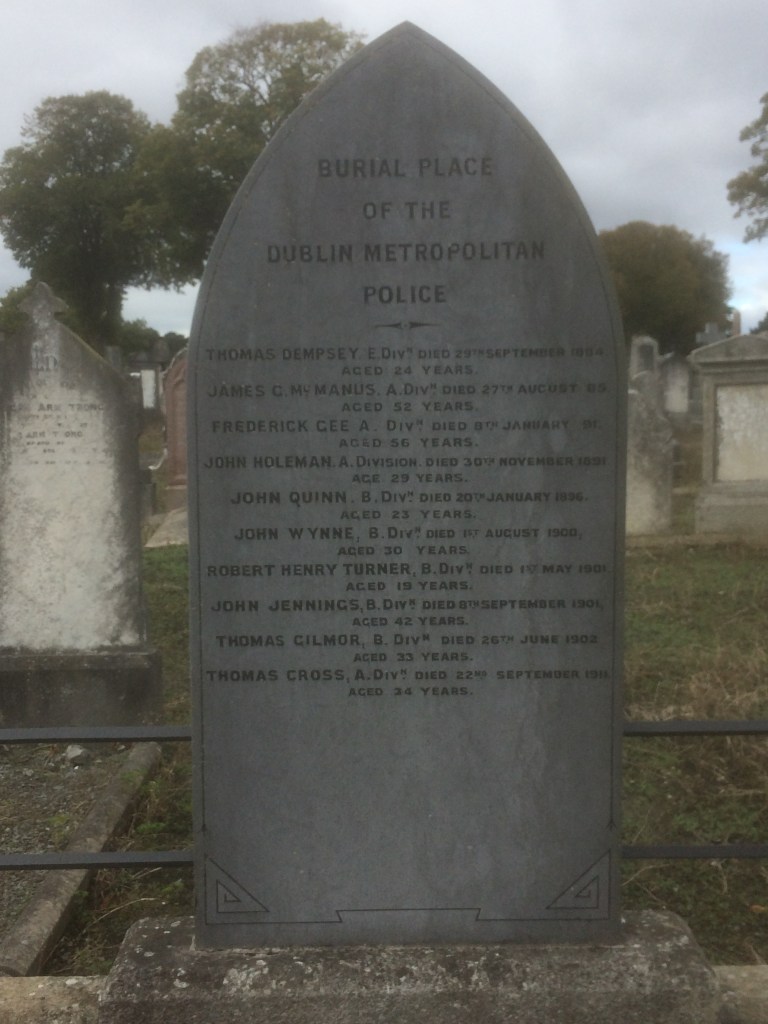 BURIAL PLACE
OF THE
DUBLIN METROPOLITAN
POLICE
THOMAS DEMPSEY E. DIVN DIED 29TH SEPTEMBER 1884
AGED 24 YEARS.
JAMES G. MCMANUS, A. DIVN DIED 27TH AUGUST 85
AGED 52 YEARS.
FREDERICK GEE A. DIVN DIED 8TH JANUARY 91.
AGED 56 YEARS.
JOHN HOLEMAN. A. DIVISION. DIED 30TH NOVEMBER 1891
AGE 29 YEARS.
JOHN QUINN. B. DIVN DIED 20TH JANUARY 1896.
AGED 23 YEARS.
JOHN WYNNE, B. DIVN DIED 1ST AUGUST 1900,
AGED 30 YEARS.
ROBERT HENRY TURNER, B. DIVN DIED 1ST MAY 1901
AGED 19 YEARS.
JOHN JENNINGS, B. DIVN DIED 8TH SEPTEMBER 1901,
AGED 42 YEARS.
THOMAS GILMOR, B. DIVN DIED 26TH JUNE 1902
AGED 33 YEARS.
THOMAS CROSS, A. DIVN DIED 22ND SEPTEMBER 1911
AGED 34 YEARS.